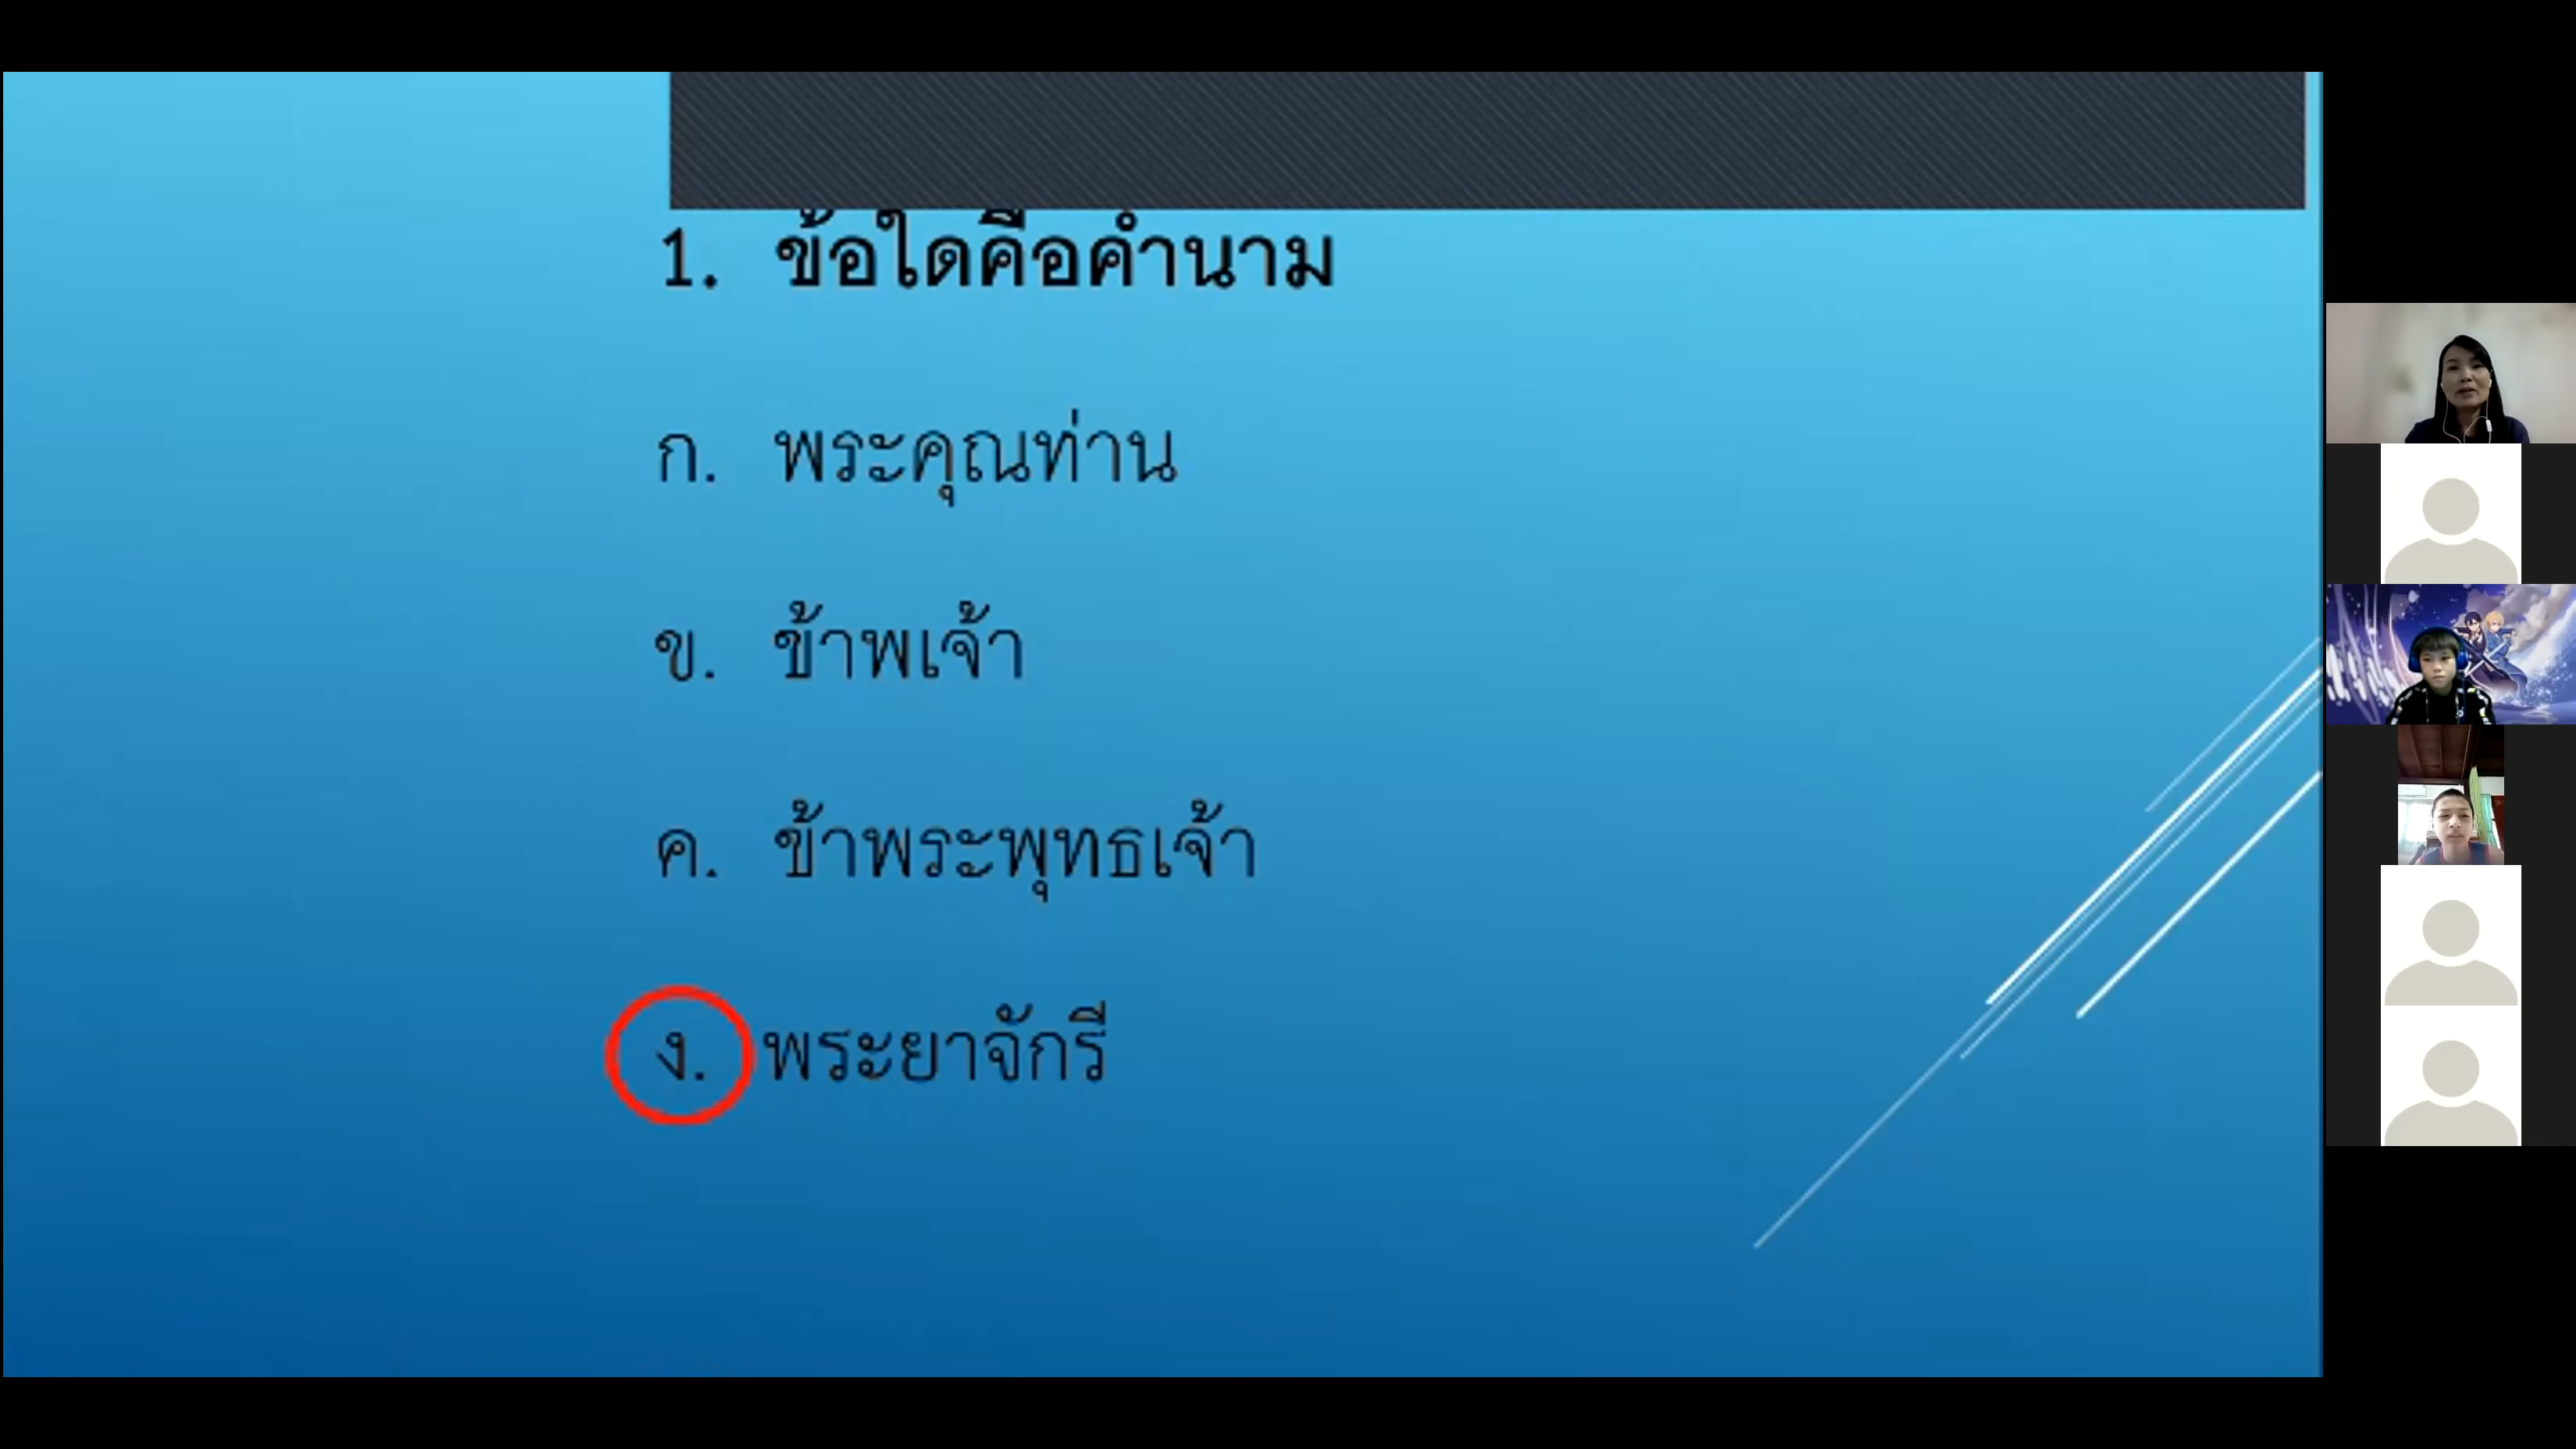 1. ข้อใดคือคำนาม
ก. พระคุณท่าน
ข. ข้าพเจ้า
ค. ข้าพระพุทธเจ้า
ง. พระยาจักรี